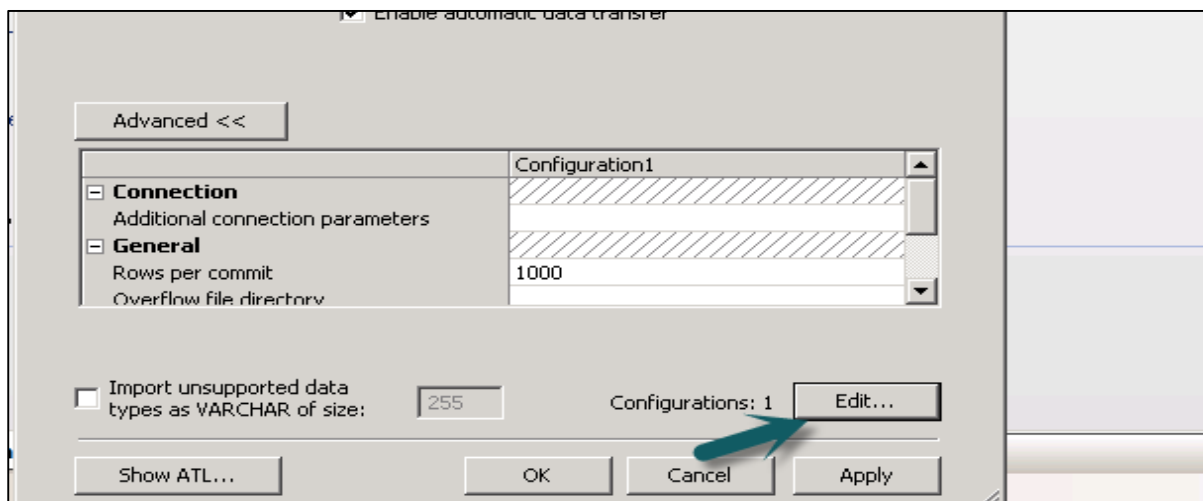 Enable automatic data transfer
Advanced <<
Configuration1
Connection
Additional connection parameters
General
Rows per commit 1000
Overflow file directory
Import unsupported data
types as VARCHAR of size: 255 Configurations: 1 Edit...
Show ATL... OK Cancel Apply